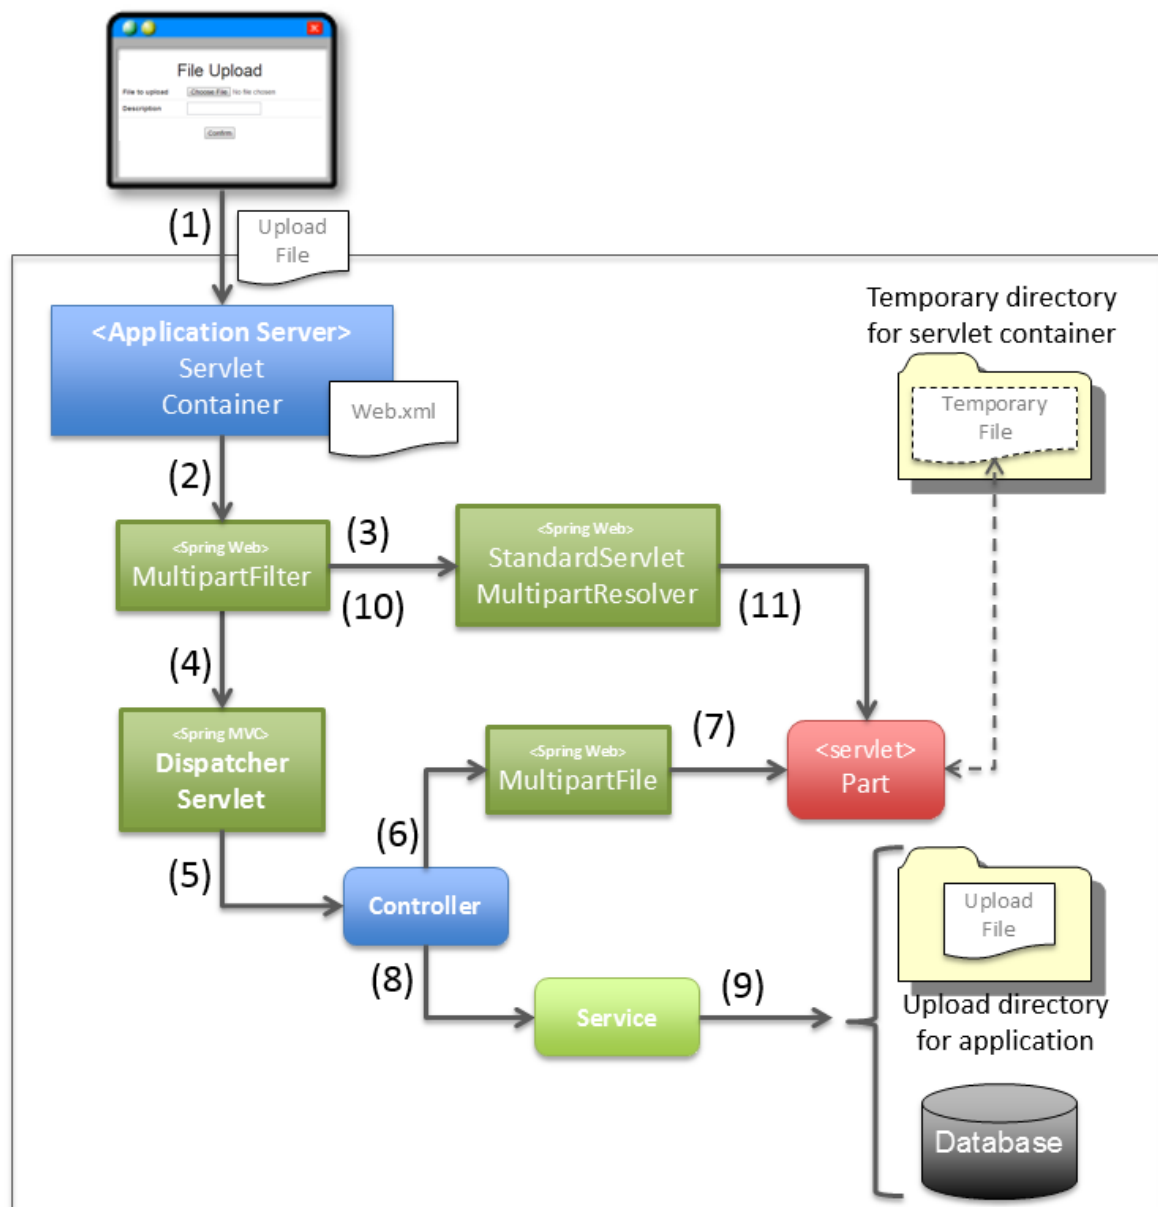 File Upload
File to upload
Choose File No file chosen
Description
Confirm
(1)
Upload
File
<Application Server>
Servlet
Container
Web.xml
Temporary directory
for servlet container
Temporary
File
(2)
<Spring Web>
MultipartFilter
(3)
(10)
<Spring Web>
StandardServlet
MultipartResolver
(11)
(4)
<Spring MVC>
Dispatcher
Servlet
<Spring Web>
MultipartFile
(7)
<servlet>
Part
(5)
(6)
Controller
Upload
File
Upload directory
for application
(8)
Service
(9)
Database